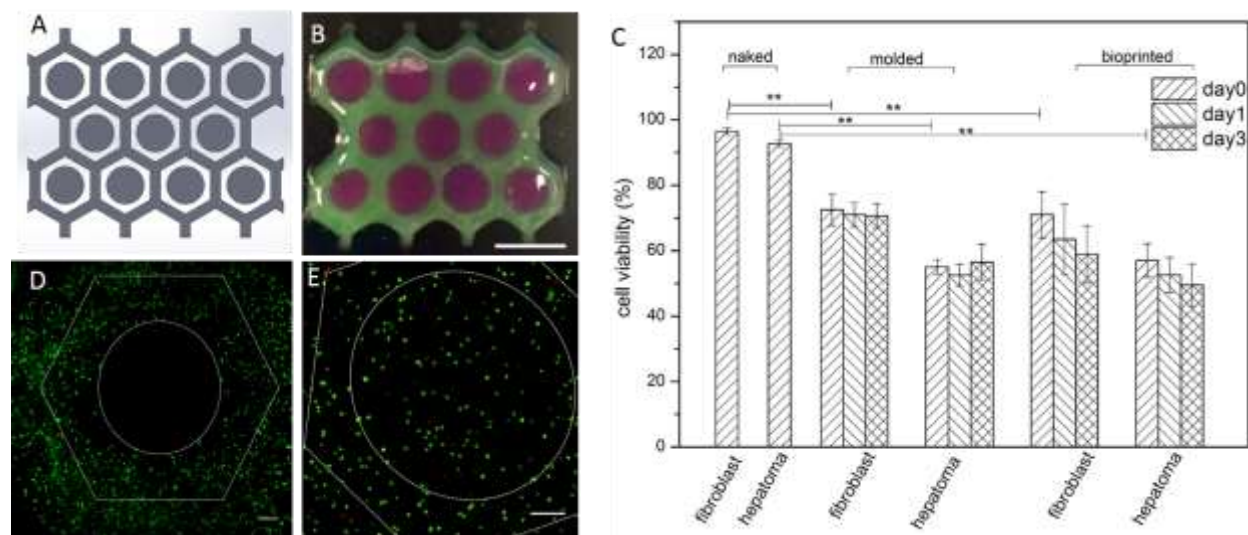 A
B
C
120
100
80
60
40
20
0
cell viability (%)
naked
molded
bioprinted
day0
day1
day3
**
**
**
**
fibroblast
hepatoma
fibroblast
hepatoma
fibroblast
hepatoma
D
E